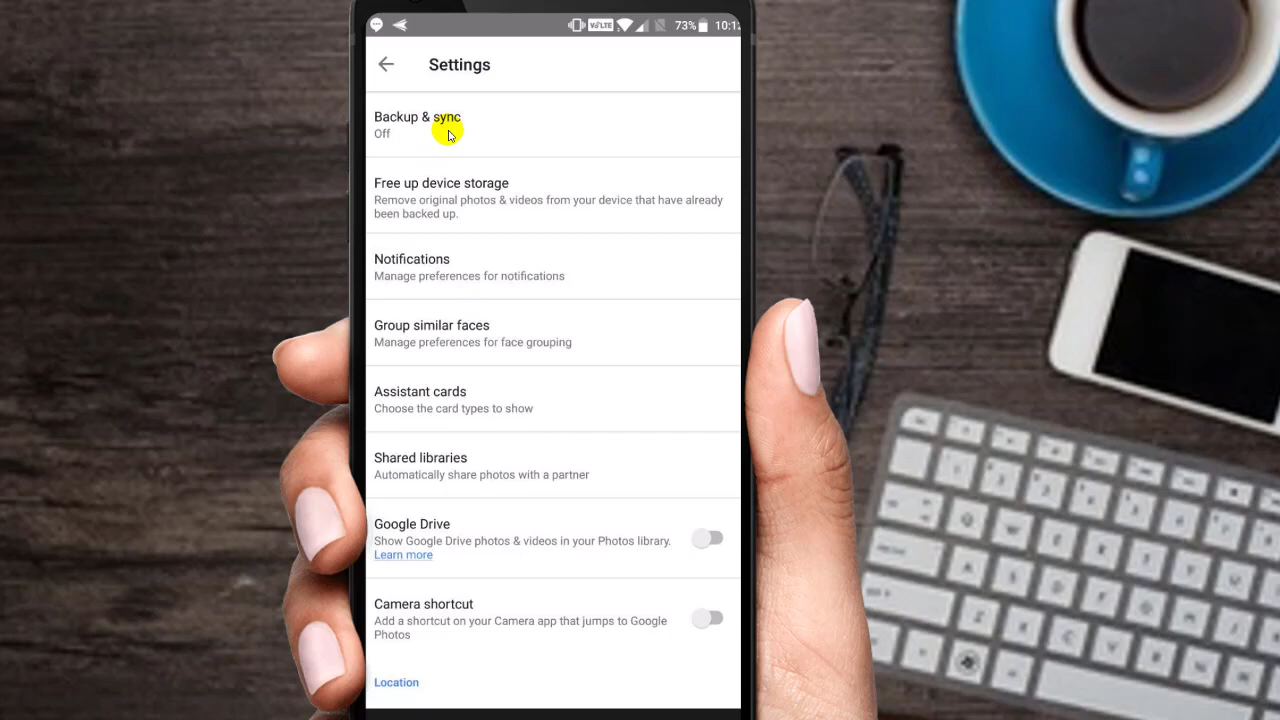 VoLTE 73% 10:1
Settings
Backup & sync
Off
Free up device storage
Remove original photos & videos from your device that have already
been backed up.
Notifications
Manage preferences for notifications
Group similar faces
Manage preferences for face grouping
Assistant cards
Choose the card types to show
Shared libraries
Automatically share photos with a partner
Google Drive
Show Google Drive photos & videos in your Photos library.
Learn more
Camera shortcut
Add a shortcut on your Camera app that jumps to Google
Photos
Location